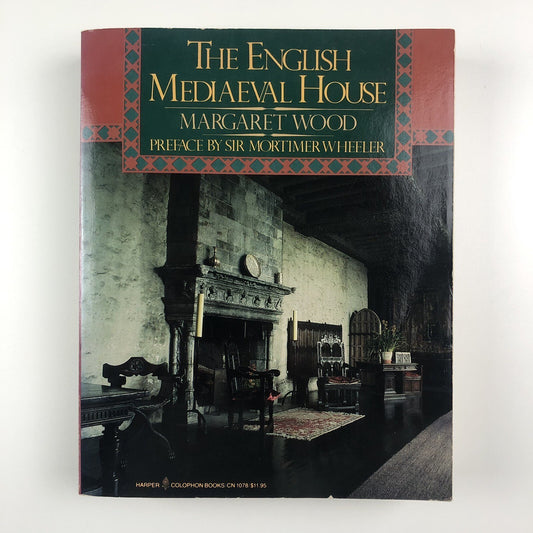 THE ENGLISH
MEDIAEVAL HOUSE
MARGARET WOOD
PREFACE BY SIR MORTIMER WHEELER
HARPER COLOPHON BOOKS CN 1078 $11.95